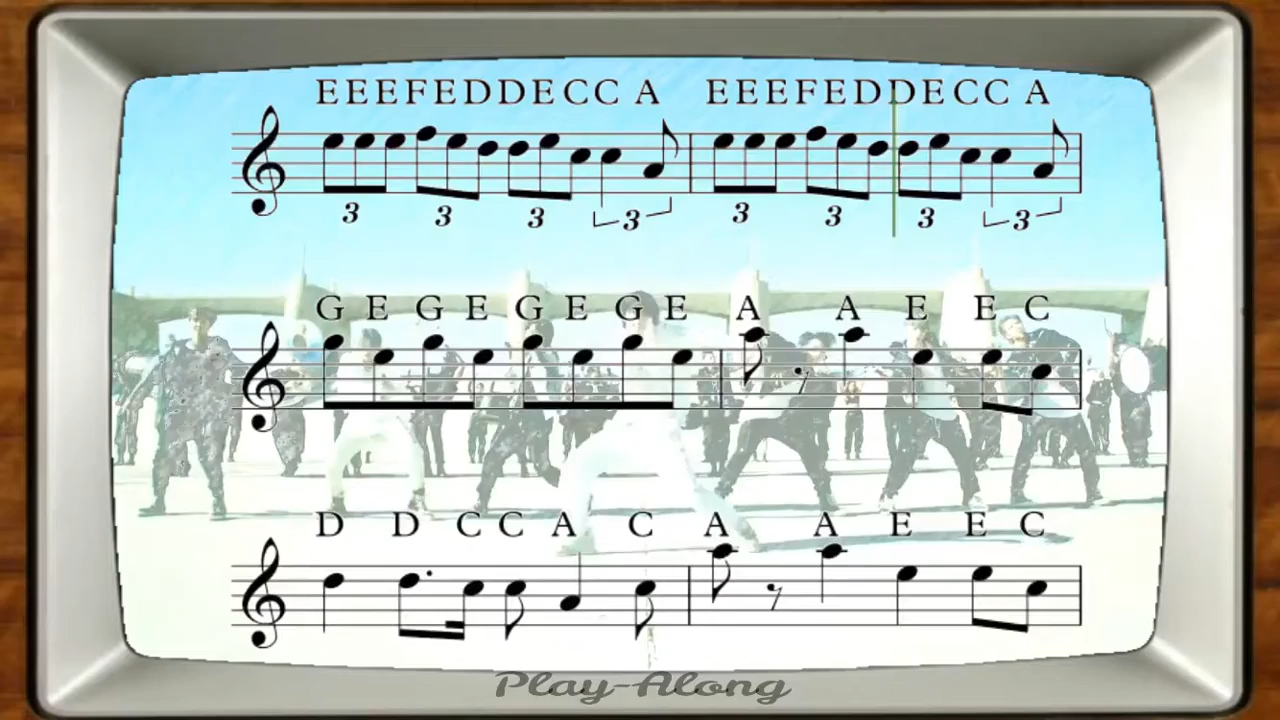 EEEFEDDECC A EEEFEDDECC A
3 3 3 3 3 3 3 3
G E G E G E G E A A E E C
D D C C A C A A E E C
Play-Along